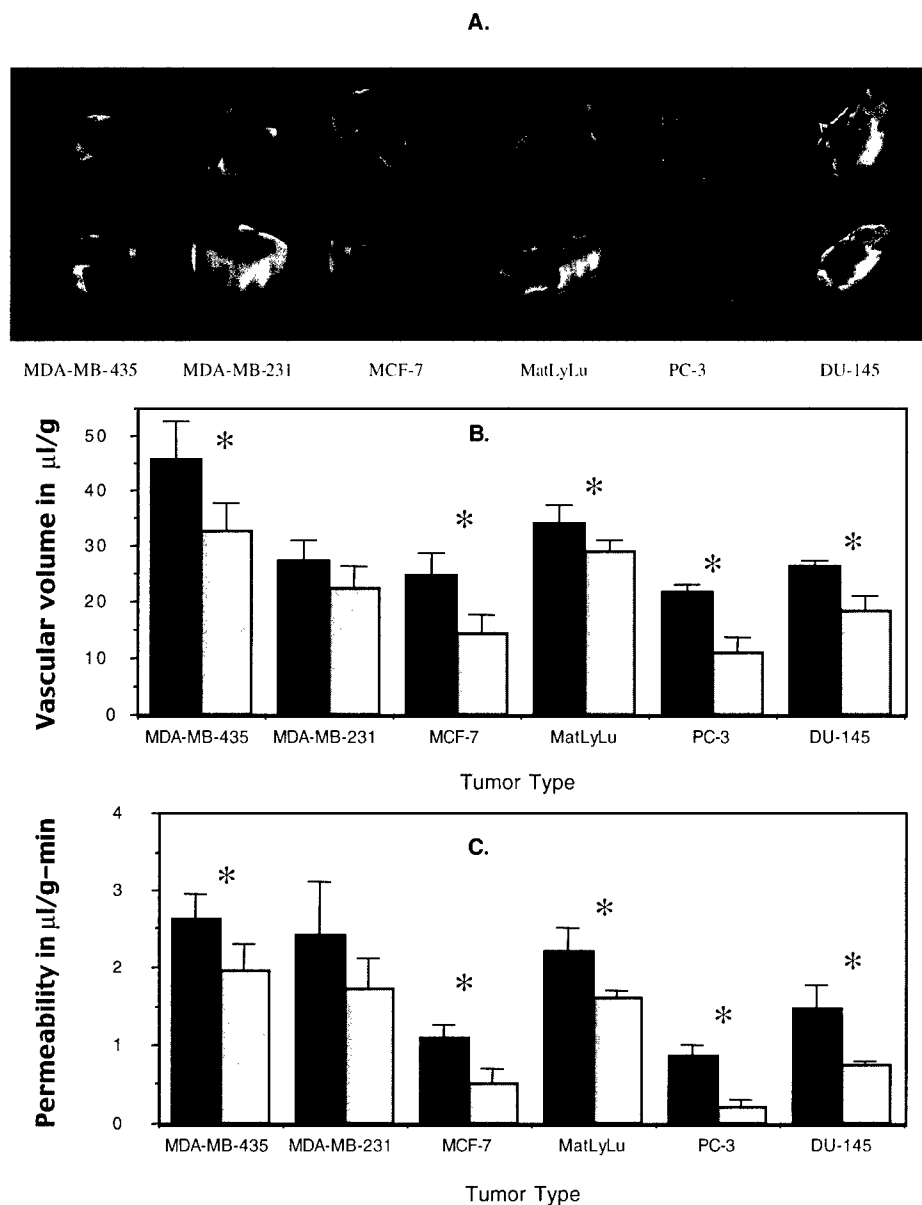 A.
MDA-MB-435 MDA-MB-231 MCF-7 MatLyLu PC-3 DU-145
B.
Vascular volume in µl/g
50
40
30
20
10
0
* * * * *
MDA-MB-435 MDA-MB-231 MCF-7 MatLyLu PC-3 DU-145
Tumor Type
C.
Permeability in µl/g-min
4
3
2
1
0
* * * * *
MDA-MB-435 MDA-MB-231 MCF-7 MatLyLu PC-3 DU-145
Tumor Type